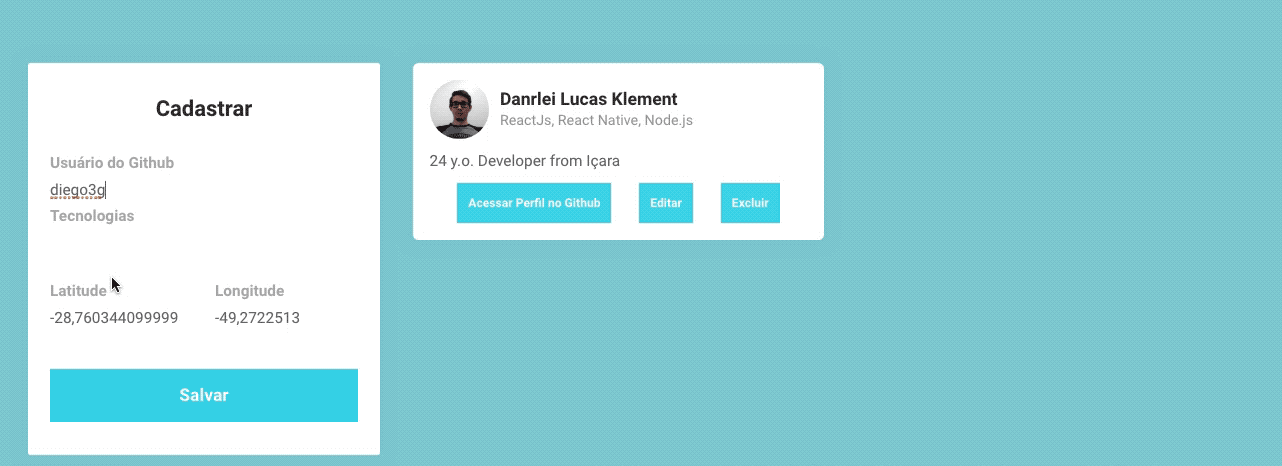 Cadastrar
Usuário do Github
diego3g
Tecnologias
Latitude Longitude
-28,760344099999 -49,2722513
Salvar
Danrlei Lucas Klement
ReactJs, React Native, Node.js
24 y.o. Developer from Içara
Acessar Perfil no Github Editar Excluir